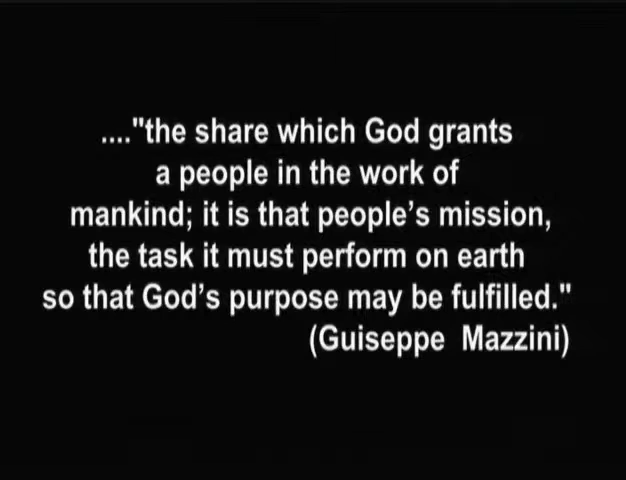 ...."the share which God grants
a people in the work of
mankind; it is that people’s mission,
the task it must perform on earth
so that God’s purpose may be fulfilled."
(Guiseppe Mazzini)